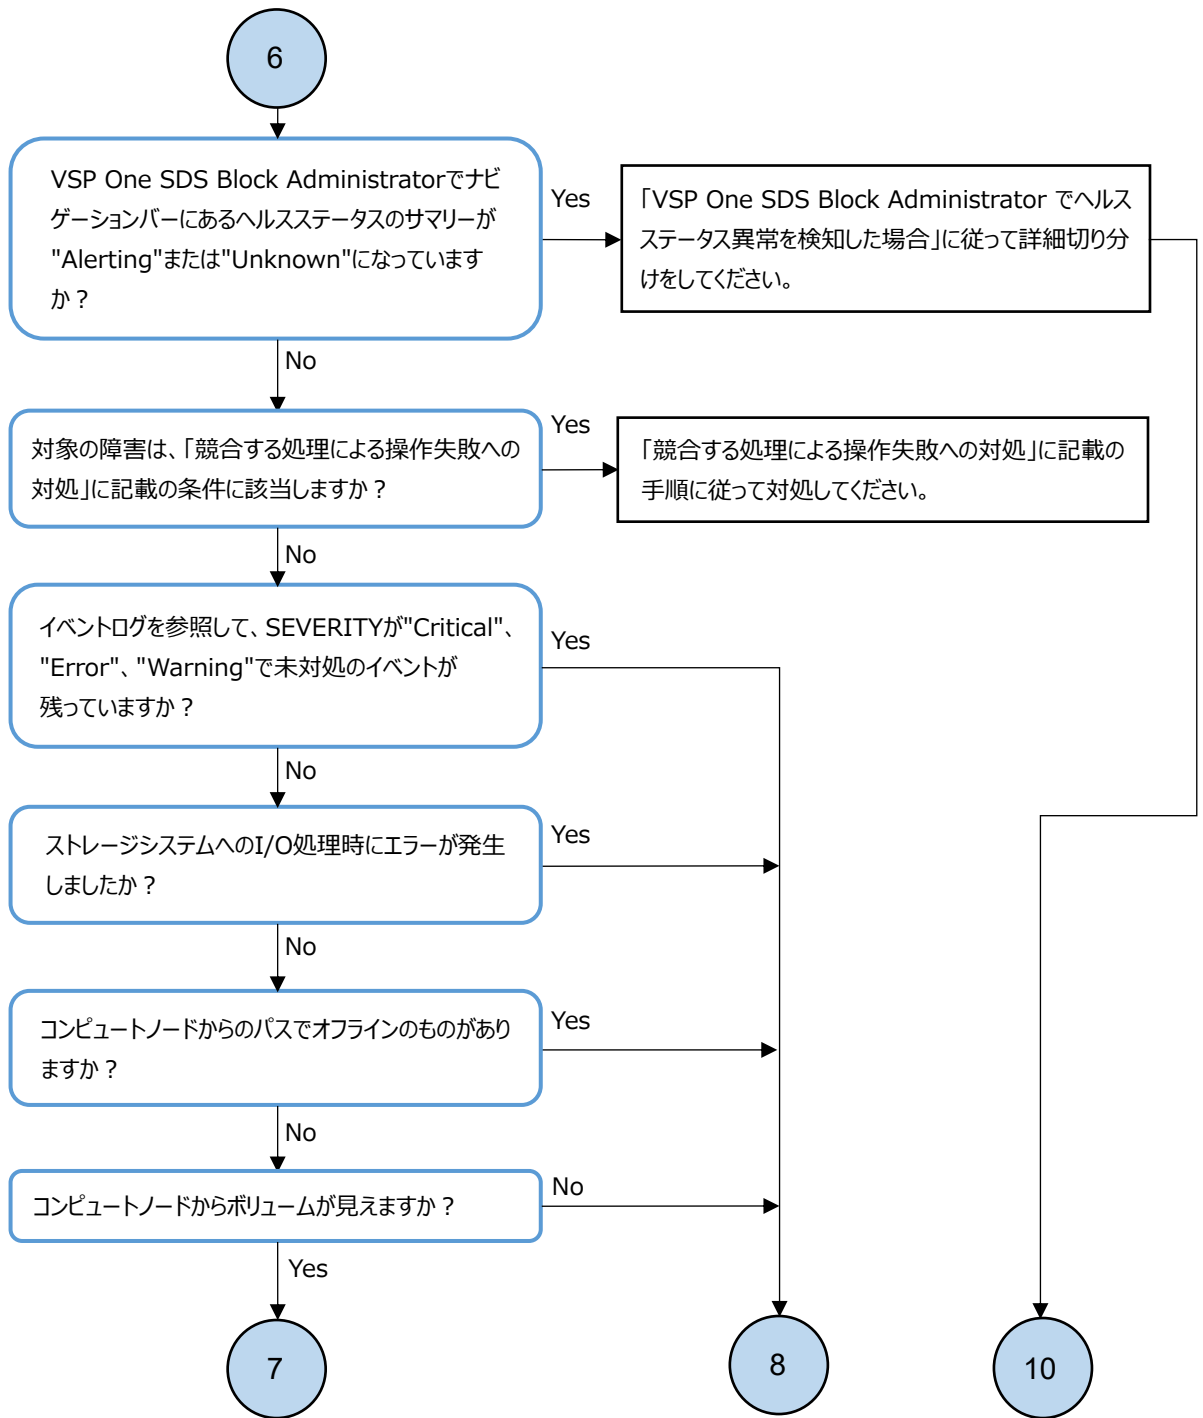 6
VSP One SDS Block Administratorでナビ
ゲーションバーにあるヘルスステータスのサマリーが
"Alerting"または"Unknown"になっています
か？
Yes
「VSP One SDS Block Administrator でヘルス
ステータス異常を検知した場合」に従って詳細切り分
けをしてください。
No
対象の障害は、「競合する処理による操作失敗への
対処」に記載の条件に該当しますか？
Yes
「競合する処理による操作失敗への対処」に記載の
手順に従って対処してください。
No
イベントログを参照して、SEVERITYが"Critical"、
"Error"、"Warning"で未対処のイベントが
残っていますか？
Yes
No
ストレージシステムへのI/O処理時にエラーが発生
しましたか？
Yes
No
コンピュートノードからのパスでオフラインのものがあり
ますか？
Yes
No
コンピュートノードからボリュームが見えますか？
No
Yes
7
8
10